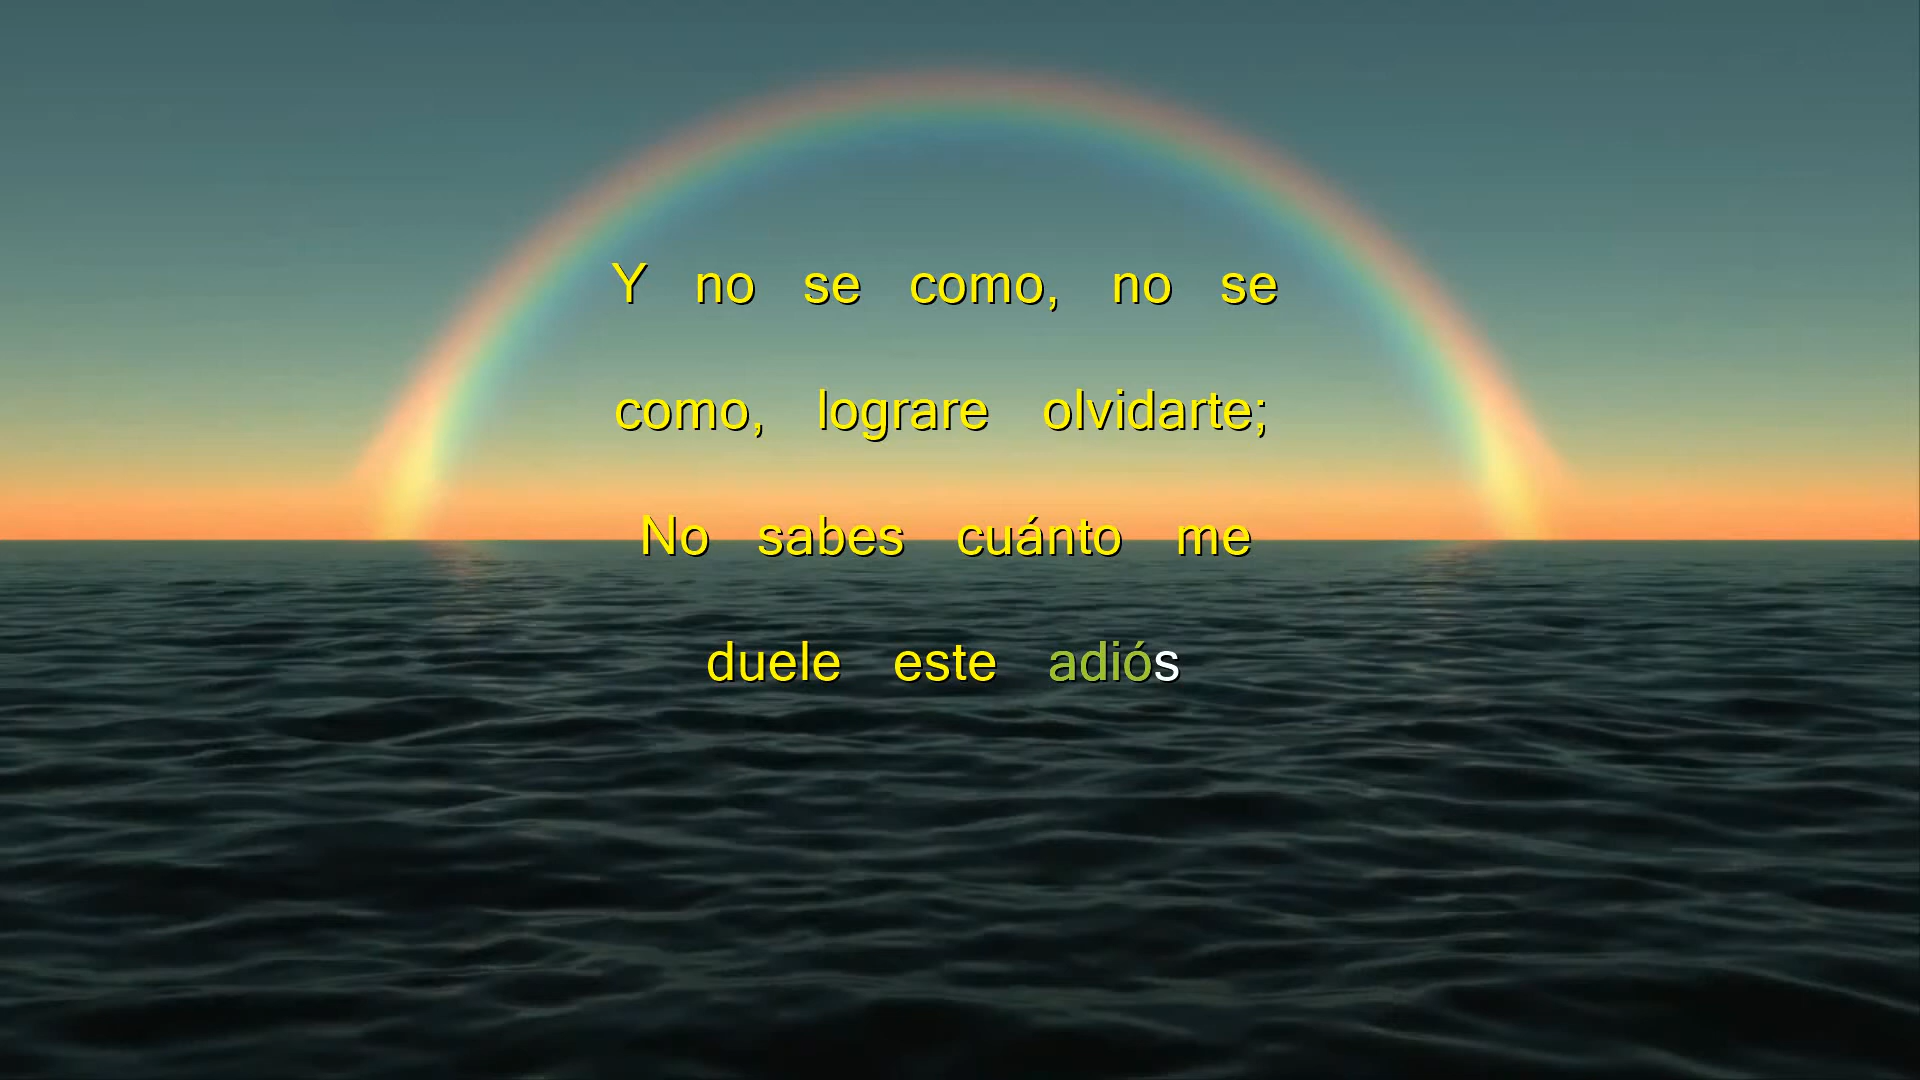 Y no se como, no se
como, lograre olvidarte;
No sabes cuánto me
duele este adiós